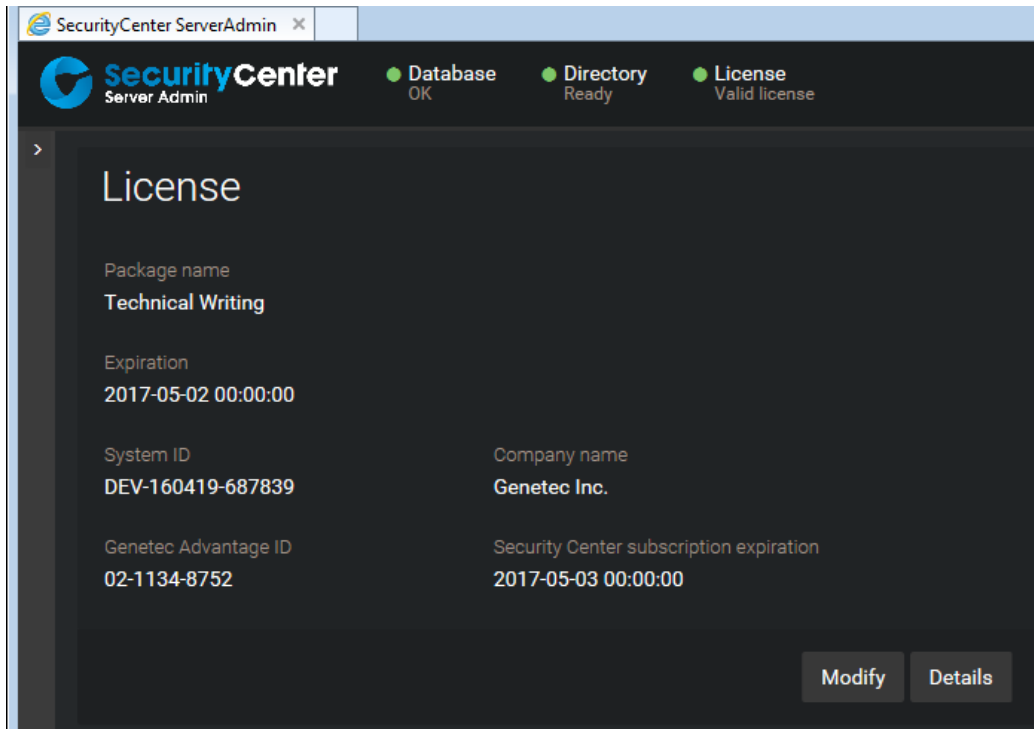 SecurityCenter ServerAdmin
SecurityCenter
Server Admin
Database
OK
Directory
Ready
License
Valid license
License
Package name
Technical Writing
Expiration
2017-05-02 00:00:00
System ID
DEV-160419-687839
Company name
Genetec Inc.
Genetec Advantage ID
02-1134-8752
Security Center subscription expiration
2017-05-03 00:00:00
Modify
Details